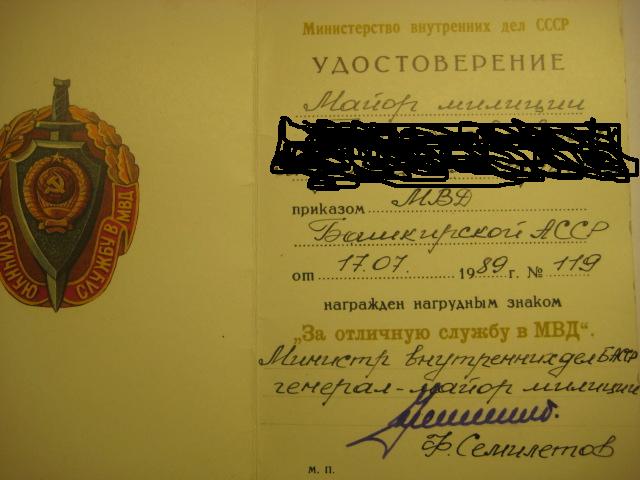 ОТЛИЧНУЮ СЛУЖБУ В МВД
Министерство внутренних дел СССР
УДОСТОВЕРЕНИЕ
Майор милиции
приказом МВД
Башкирской АССР
от 17.07. 1989 г. № 119
награжден нагрудным знаком
„За отличную службу в МВД“.
Министр внутренних дел БАССР
генерал-майор милиции
Ф. Семилетов
М. П.